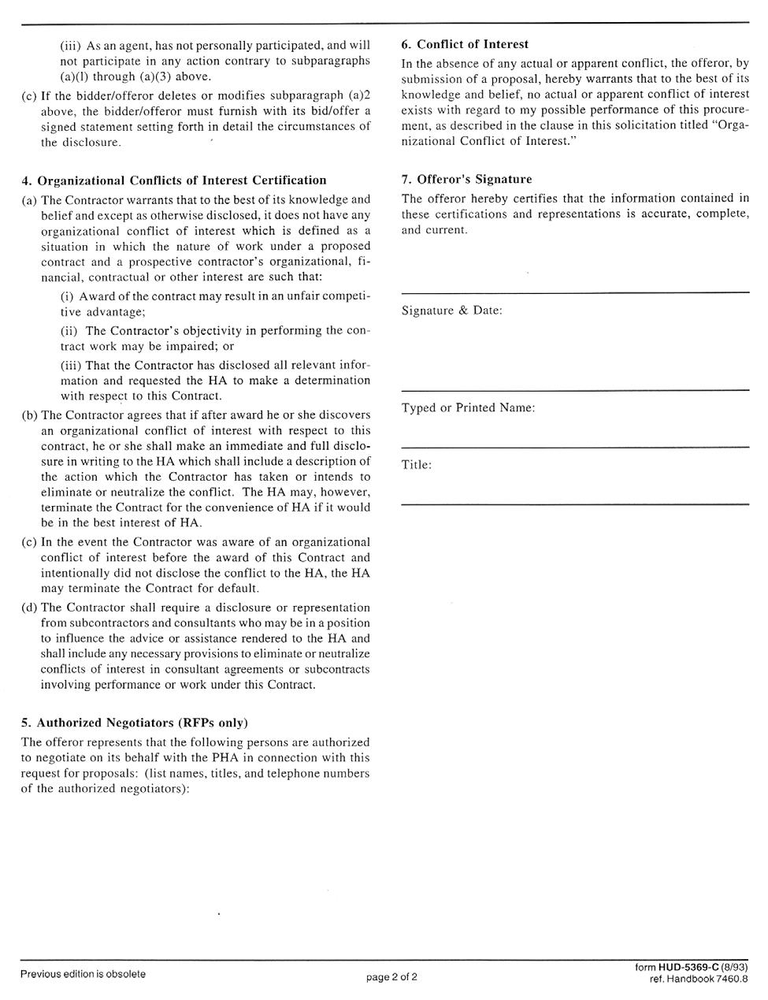 (iii) As an agent, has not personally participated, and will
not participate in any action contrary to subparagraphs
(a)(l) through (a)(3) above.
(c) If the bidder/offeror deletes or modifies subparagraph (a)2
above, the bidder/offeror must furnish with its bid/offer a
signed statement setting forth in detail the circumstances of
the disclosure.
4. Organizational Conflicts of Interest Certification
(a) The Contractor warrants that to the best of its knowledge and
belief and except as otherwise disclosed, it does not have any
organizational conflict of interest which is defined as a
situation in which the nature of work under a proposed
contract and a prospective contractor's organizational, fi-
nancial, contractual or other interest are such that:
(i) Award of the contract may result in an unfair competi-
tive advantage;
(ii) The Contractor's objectivity in performing the con-
tract work may be impaired; or
(iii) That the Contractor has disclosed all relevant infor-
mation and requested the HA to make a determination
with respect to this Contract.
(b) The Contractor agrees that if after award he or she discovers
an organizational conflict of interest with respect to this
contract, he or she shall make an immediate and full disclo-
sure in writing to the HA which shall include a description of
the action which the Contractor has taken or intends to
eliminate or neutralize the conflict. The HA may, however,
terminate the Contract for the convenience of HA if it would
be in the best interest of HA.
(c) In the event the Contractor was aware of an organizational
conflict of interest before the award of this Contract and
intentionally did not disclose the conflict to the HA, the HA
may terminate the Contract for default.
(d) The Contractor shall require a disclosure or representation
from subcontractors and consultants who may be in a position
to influence the advice or assistance rendered to the HA and
shall include any necessary provisions to eliminate or neutralize
conflicts of interest in consultant agreements or subcontracts
involving performance or work under this Contract.
5. Authorized Negotiators (RFPs only)
The offeror represents that the following persons are authorized
to negotiate on its behalf with the PHA in connection with this
request for proposals: (list names, titles, and telephone numbers
of the authorized negotiators):
6. Conflict of Interest
In the absence of any actual or apparent conflict, the offeror, by
submission of a proposal, hereby warrants that to the best of its
knowledge and belief, no actual or apparent conflict of interest
exists with regard to my possible performance of this procure-
ment, as described in the clause in this solicitation titled "Orga-
nizational Conflict of Interest."
7. Offeror's Signature
The offeror hereby certifies that the information contained in
these certifications and representations is accurate, complete,
and current.
Signature & Date:
Typed or Printed Name:
Title:
Previous edition is obsolete
page 2 of 2
form HUD-5369-C (8/93)
ref. Handbook 7460.8